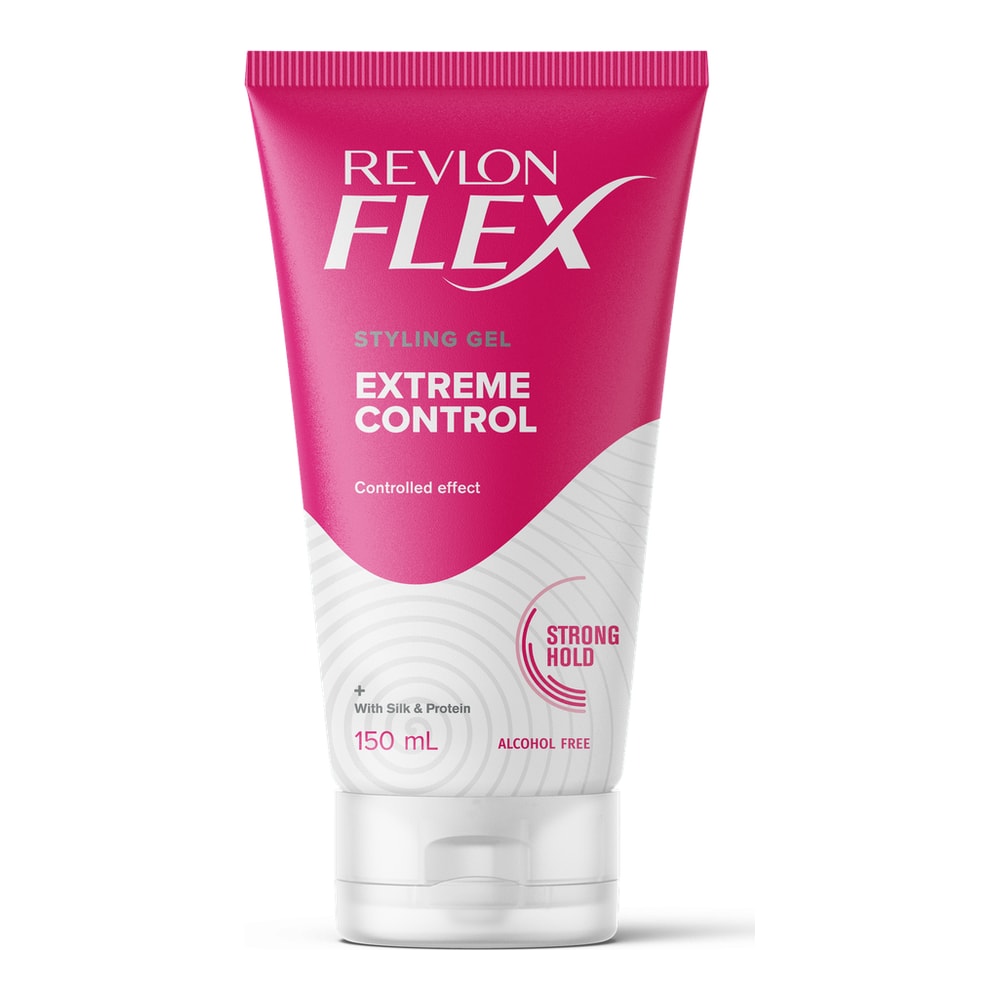 REVLON
FLEX
STYLING GEL
EXTREME
CONTROL
Controlled effect
STRONG
HOLD
+
With Silk & Protein
150 mL
ALCOHOL FREE